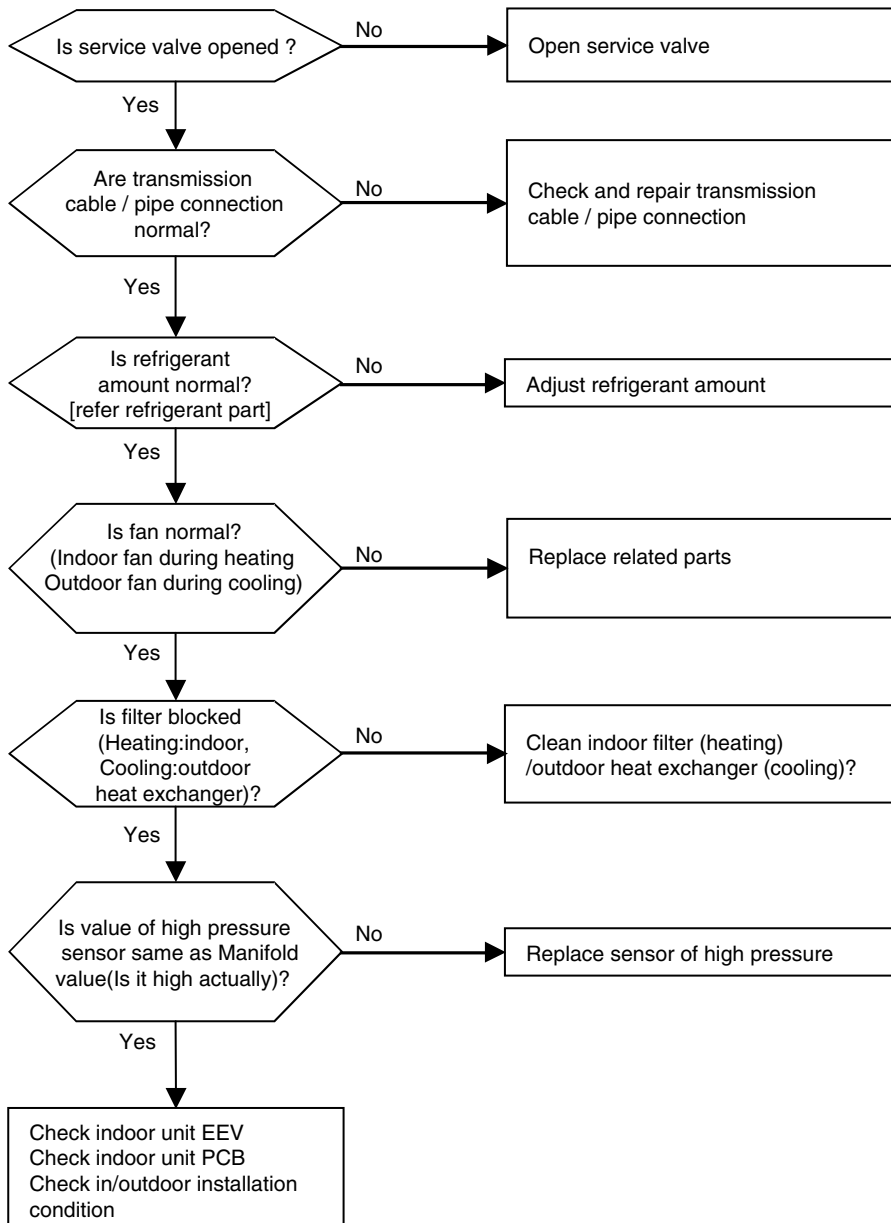 Is service valve opened ?
No
Open service valve
Yes
Are transmission
cable / pipe connection
normal?
No
Check and repair transmission
cable / pipe connection
Yes
Is refrigerant
amount normal?
[refer refrigerant part]
No
Adjust refrigerant amount
Yes
Is fan normal?
(Indoor fan during heating
Outdoor fan during cooling)
No
Replace related parts
Yes
Is filter blocked
(Heating:indoor,
Cooling:outdoor
heat exchanger)?
No
Clean indoor filter (heating)
/outdoor heat exchanger (cooling)?
Yes
Is value of high pressure
sensor same as Manifold
value(Is it high actually)?
No
Replace sensor of high pressure
Yes
Check indoor unit EEV
Check indoor unit PCB
Check in/outdoor installation
condition